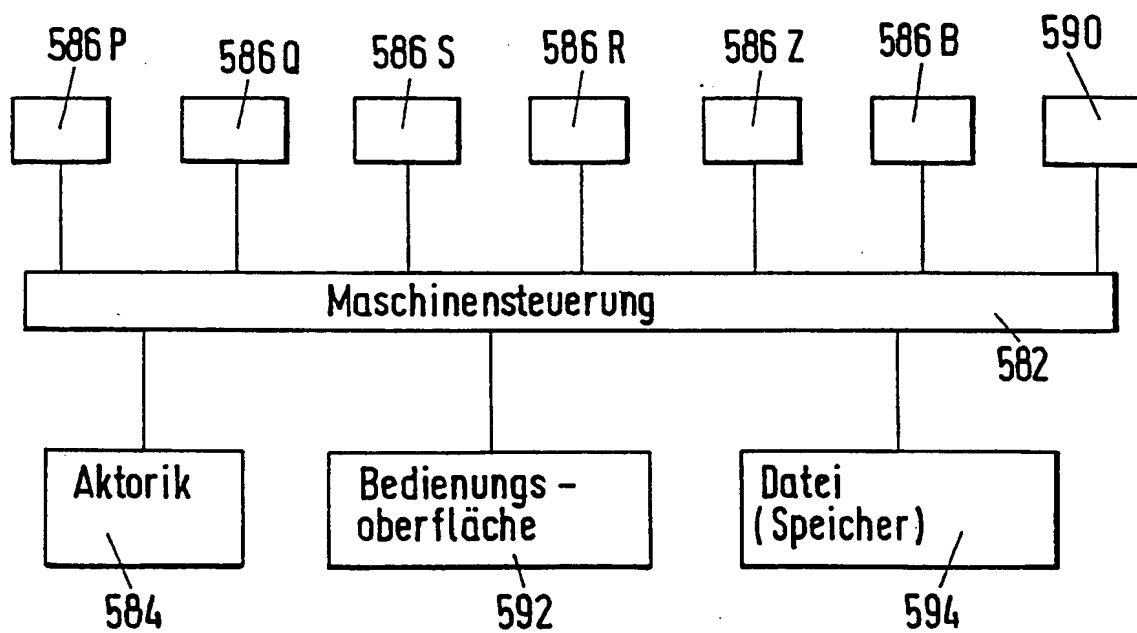 586 P
586 Q
586 S
586 R
586 Z
586 B
590
Maschinensteuerung
582
Aktorik
Bedienungs-
oberfläche
Datei
(Speicher)
584
592
594